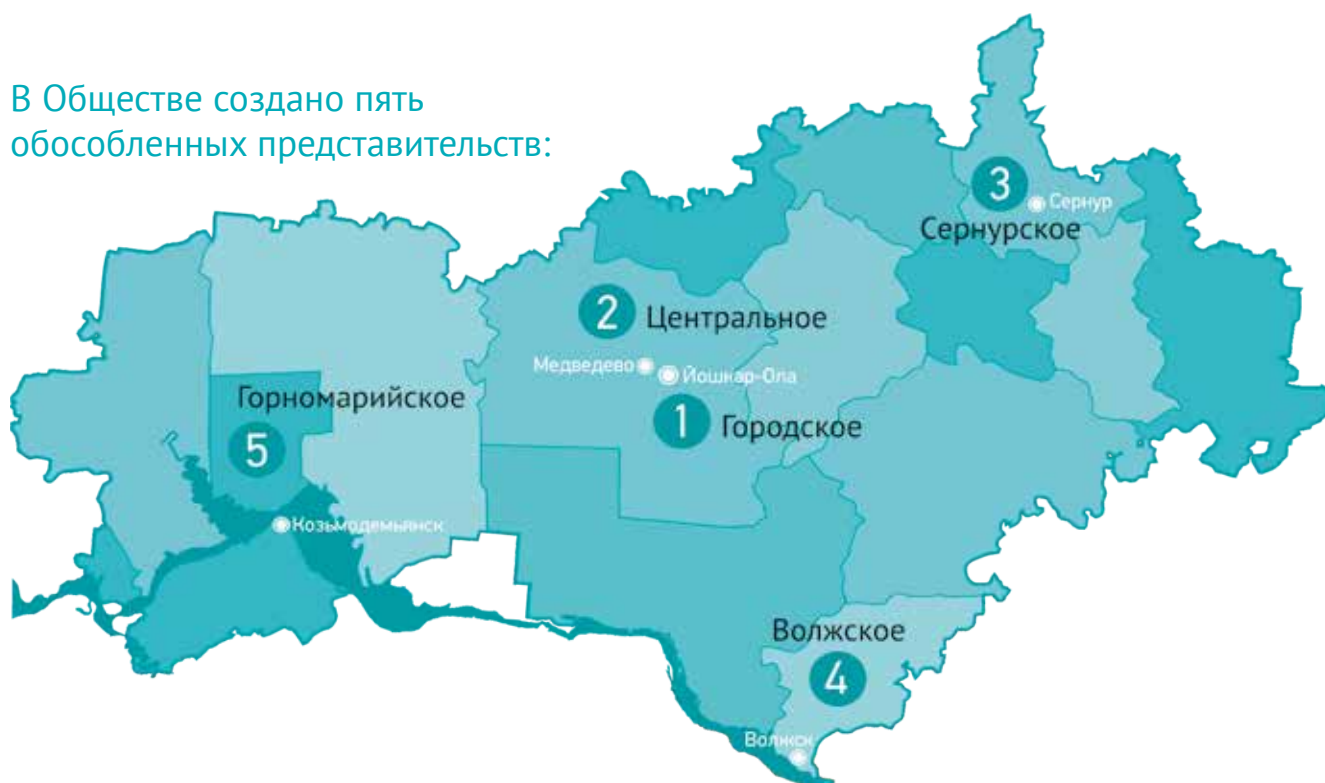 В Обществе создано пять
обособленных представительств:
3
Сернур
Сернурское
2 Центральное
Медведево
Йошкар-Ола
Горномарийское
1 Городское
5
Козьмодемьянск
Волжское
4
Волжск